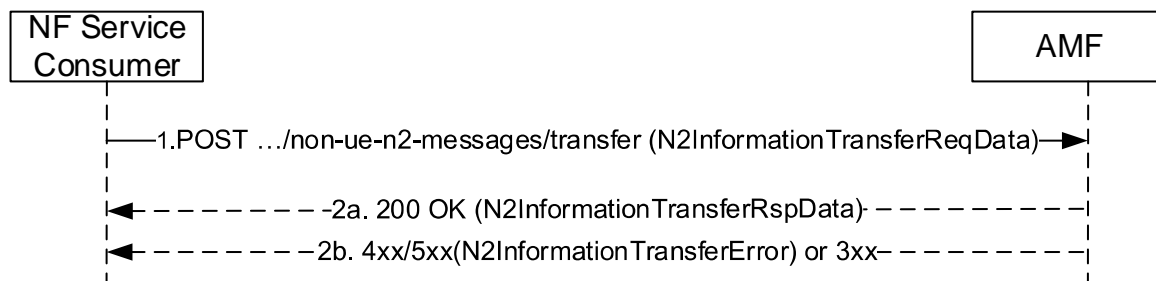 NF Service
Consumer
AMF
1.POST …/non-ue-n2-messages/transfer (N2InformationTransferReqData)
2a. 200 OK (N2InformationTransferRspData)
2b. 4xx/5xx(N2InformationTransferError) or 3xx